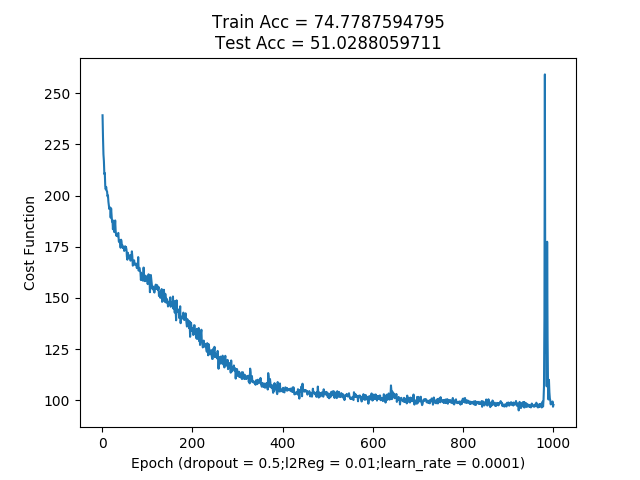 Train Acc = 74.7787594795
Test Acc = 51.0288059711
250
225
200
175
150
125
100
Cost Function
0 200 400 600 800 1000
Epoch (dropout = 0.5;l2Reg = 0.01;learn_rate = 0.0001)